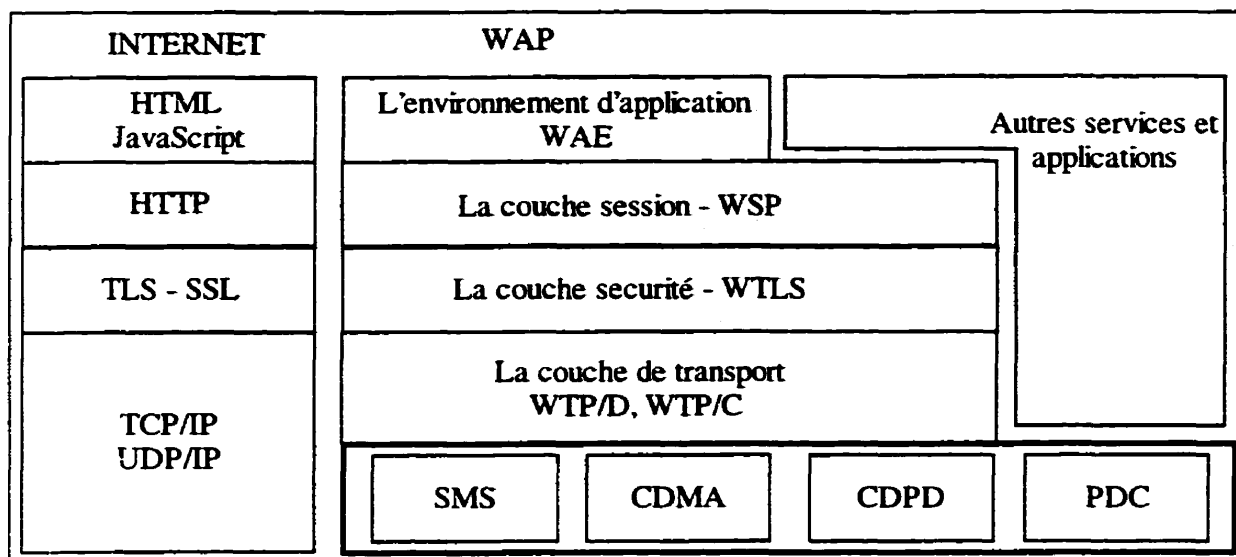 INTERNET
WAP
HTML
JavaScript
HTTP
TLS - SSL
TCP/IP
UDP/IP
L'environnement d'application
WAE
La couche session - WSP
La couche securité - WTLS
La couche de transport
WTP/D, WTP/C
Autres services et
applications
SMS
CDMA
CDPD
PDC